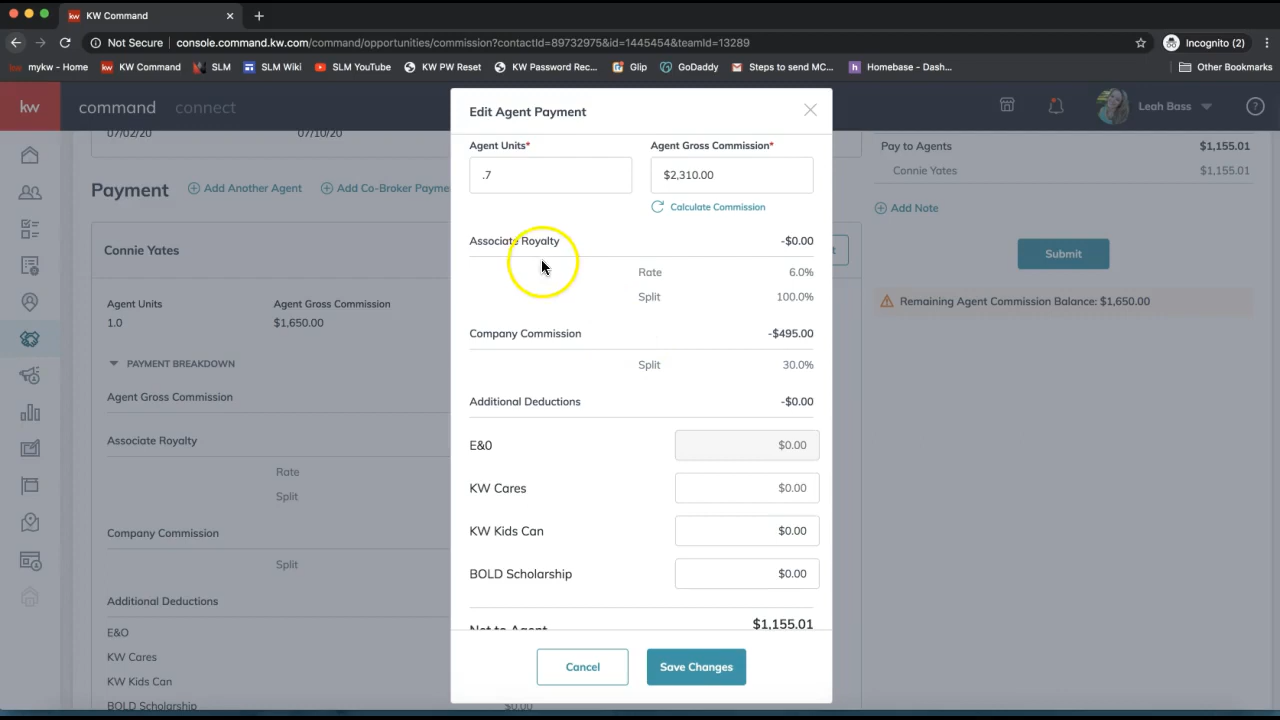 KW Command
Not Secure console.command.kw.com/command/opportunities/commission?contactId=89732975&id=1445454&teamId=13289 Incognito (2)
mykw - Home KW Command SLM SLM Wiki SLM YouTube KW PW Reset KW Password Rec... Glip GoDaddy Steps to send MC... Homebase - Dash... Other Bookmarks
kw command connect Leah Bass
07/02/20 07/10/20
Payment Add Another Agent Add Co-Broker Payme
Connie Yates
Agent Units Agent Gross Commission
1.0 $1,650.00
PAYMENT BREAKDOWN
Agent Gross Commission
Associate Royalty
Rate
Split
Company Commission
Split
Additional Deductions
E&O
KW Cares
KW Kids Can
BOLD Scholarship $0.00
Edit Agent Payment
Agent Units* Agent Gross Commission*
.7 $2,310.00
Calculate Commission
Associate Royalty -$0.00
Rate 6.0%
Split 100.0%
Company Commission -$495.00
Split 30.0%
Additional Deductions -$0.00
E&0 $0.00
KW Cares $0.00
KW Kids Can $0.00
BOLD Scholarship $0.00
Net to Agent $1,155.01
Cancel Save Changes
t
Pay to Agents $1,155.01
Connie Yates $1,155.01
Add Note
Submit
Remaining Agent Commission Balance: $1,650.00